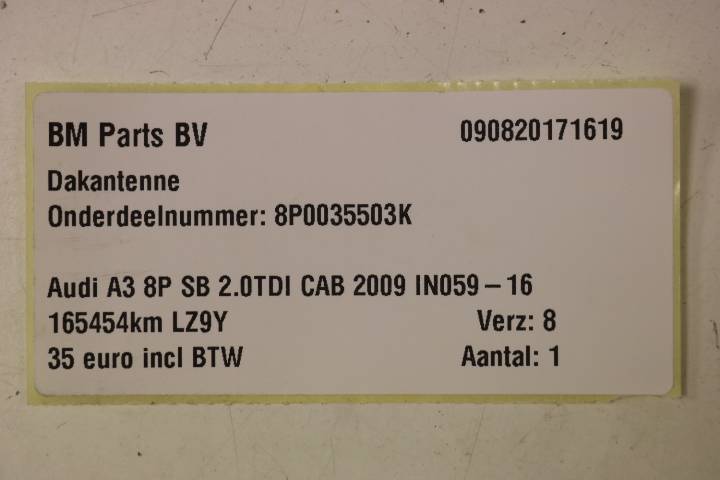 BM Parts BV 090820171619
Dakantenne
Onderdeelnummer: 8P0035503K
Audi A3 8P SB 2.0TDI CAB 2009 IN059 – 16
165454km LZ9Y Verz: 8
35 euro incl BTW Aantal: 1